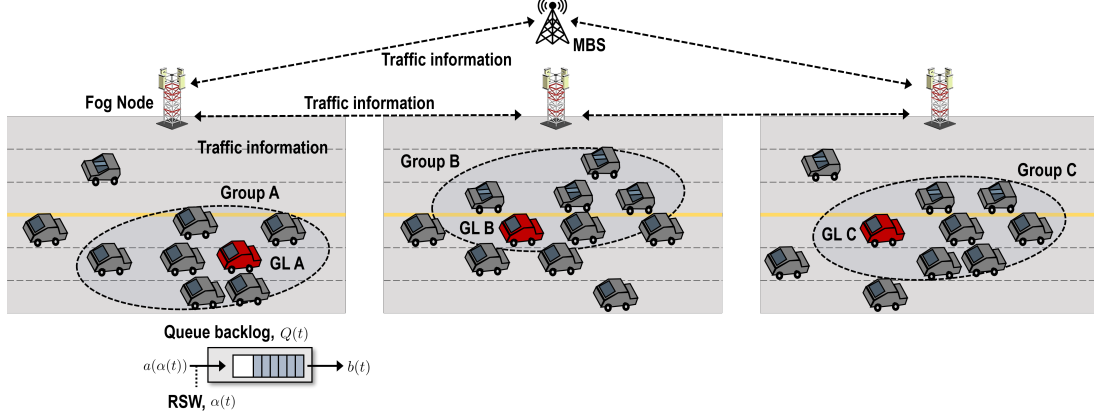 MBS
Traffic information
Fog Node
Traffic information
Traffic information
Group A
GL A
Group B
GL B
Group C
GL C
Queue backlog, Q(t)
a(α(t))
b(t)
RSW, α(t)